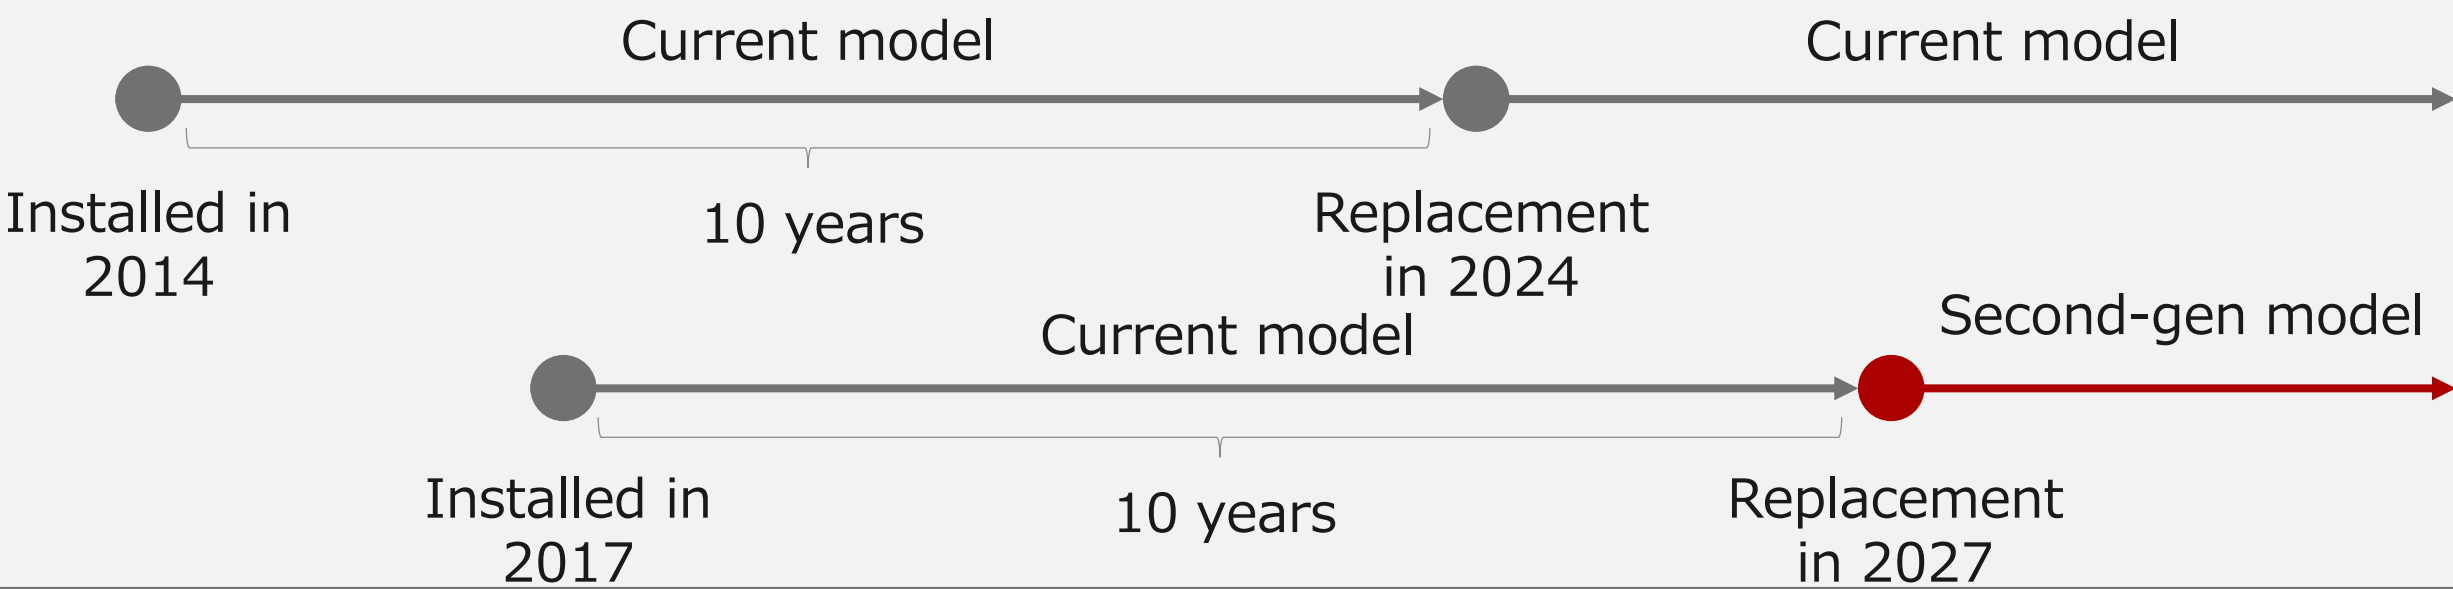 Current model
Current model
Installed in
2014
10 years
Replacement
in 2024
Current model
Second-gen model
Installed in
2017
10 years
Replacement
in 2027